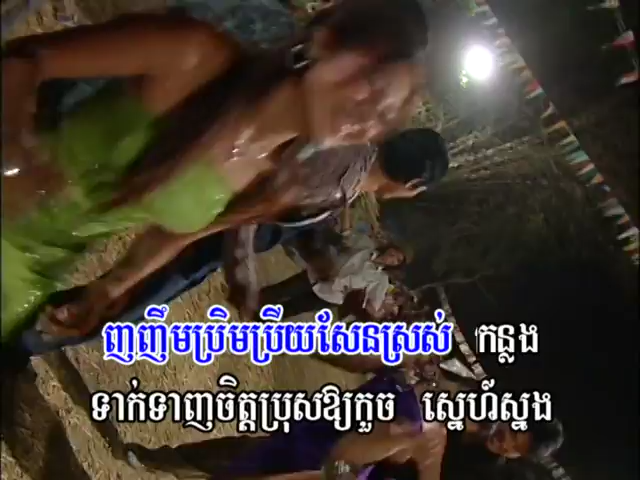 ញញឹមប្រិមប្រិយសែនស្រស់ កន្លង
ទាក់ទាញចិត្តប្រុសឱ្យកួច ស្នេហ៍ស្នង